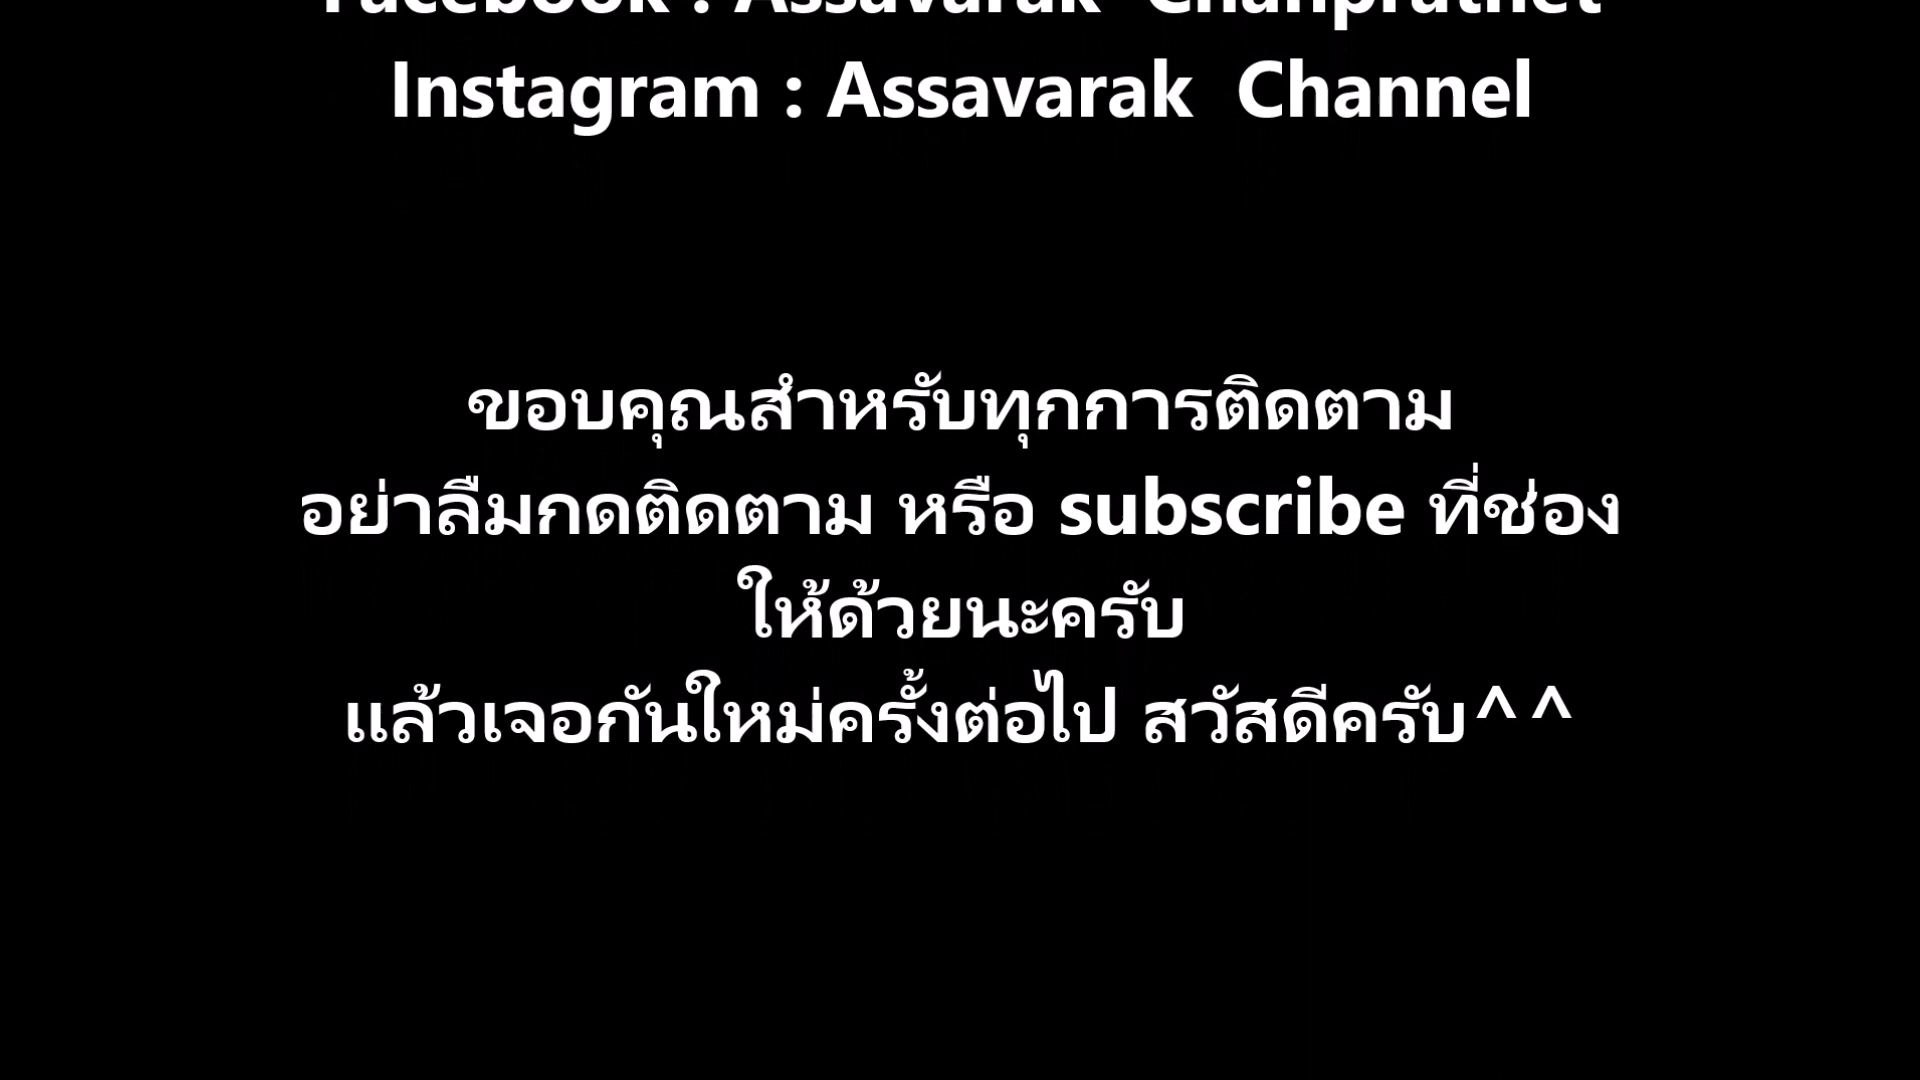 Facebook : Assavarak Chanprathet
Instagram : Assavarak Channel
ขอบคุณสำหรับทุกการติดตาม
อย่าลืมกดติดตาม หรือ subscribe ที่ช่อง
ให้ด้วยนะครับ
แล้วเจอกันใหม่ครั้งต่อไป สวัสดีครับ^^